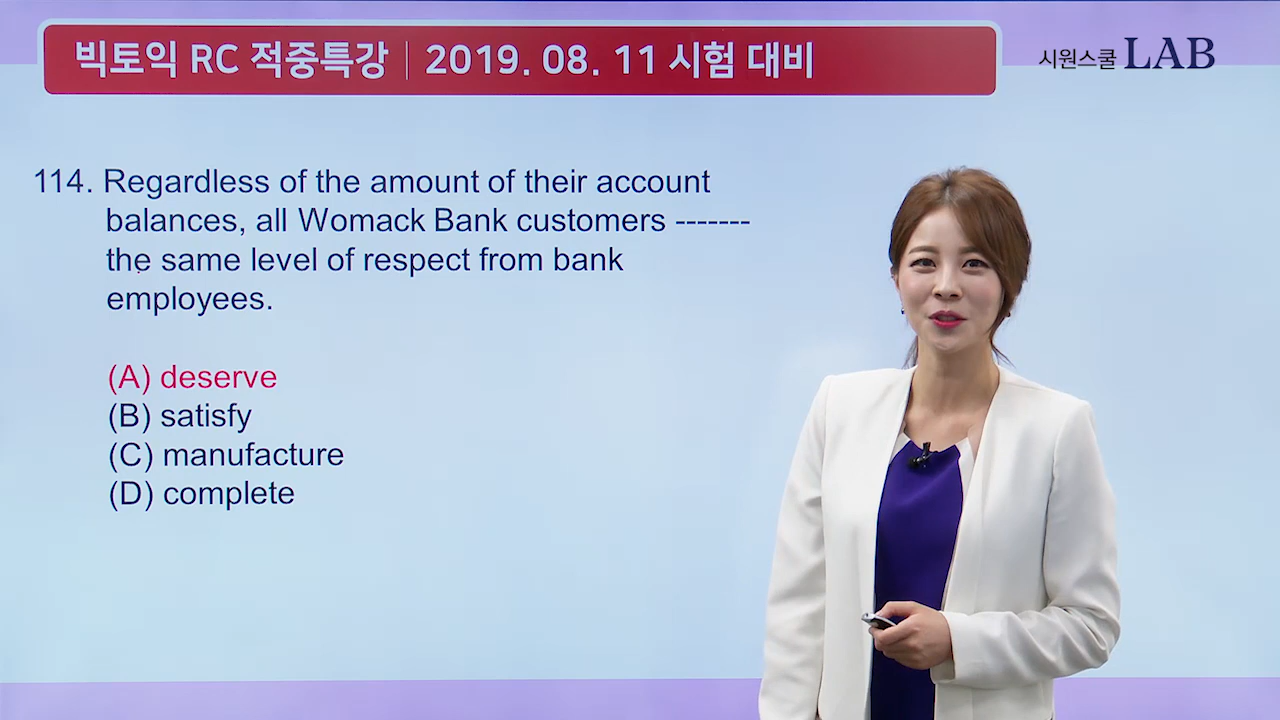 빅토익 RC 적중특강 | 2019. 08. 11 시험 대비
시원스쿨 LAB
114. Regardless of the amount of their account
balances, all Womack Bank customers -------
the same level of respect from bank
employees.
(A) deserve
(B) satisfy
(C) manufacture
(D) complete